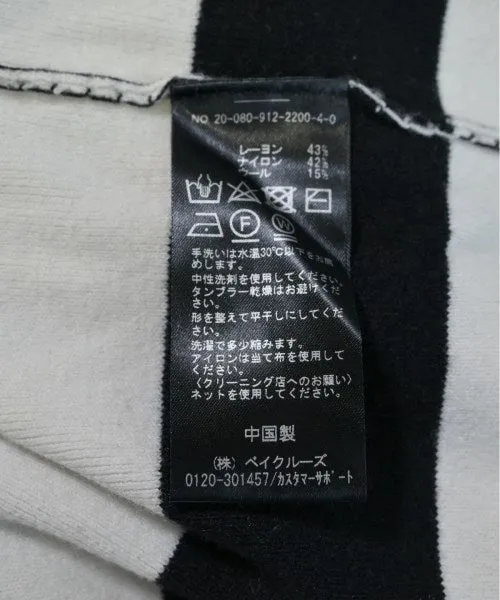 NO 20-080-912-2200-4-0
レーヨン 43%
ナイロン 42%
ウール 15%
F W
手洗いは水温30℃以下をお薦
めします。
中性洗剤を使用してください。
タンブラー乾燥はお避けくだ
さい。
形を整えて平干しにしてくだ
さい。
洗濯で多少縮みます。
アイロンは当て布を使用して
ください。
〈クリーニング店へのお願い〉
ネットを使用してください。
中国製
(株) ベイクルーズ
0120-301457/カスタマーサポート